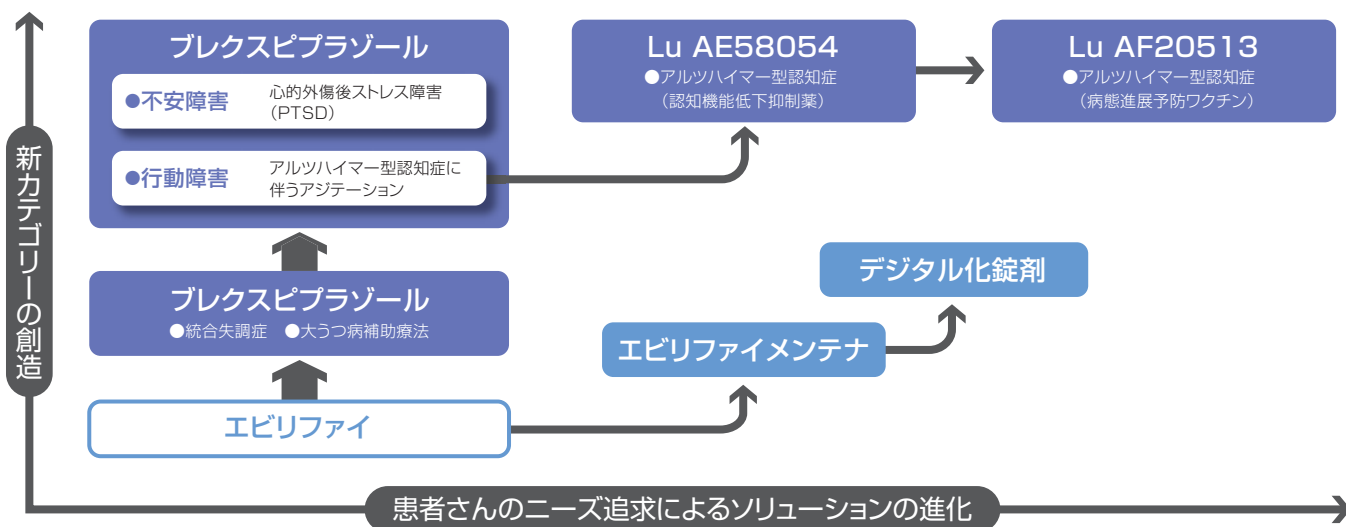 新カテゴリーの創造
ブレクスピプラゾール
●不安障害
心的外傷後ストレス障害
(PTSD)
●行動障害
アルツハイマー型認知症に
伴うアジテーション
Lu AE58054
●アルツハイマー型認知症
(認知機能低下抑制薬)
Lu AF20513
●アルツハイマー型認知症
(病態進展予防ワクチン)
ブレクスピプラゾール
●統合失調症 ●大うつ病補助療法
デジタル化錠剤
エビリファイメンテナ
エビリファイ
患者さんのニーズ追求によるソリューションの進化